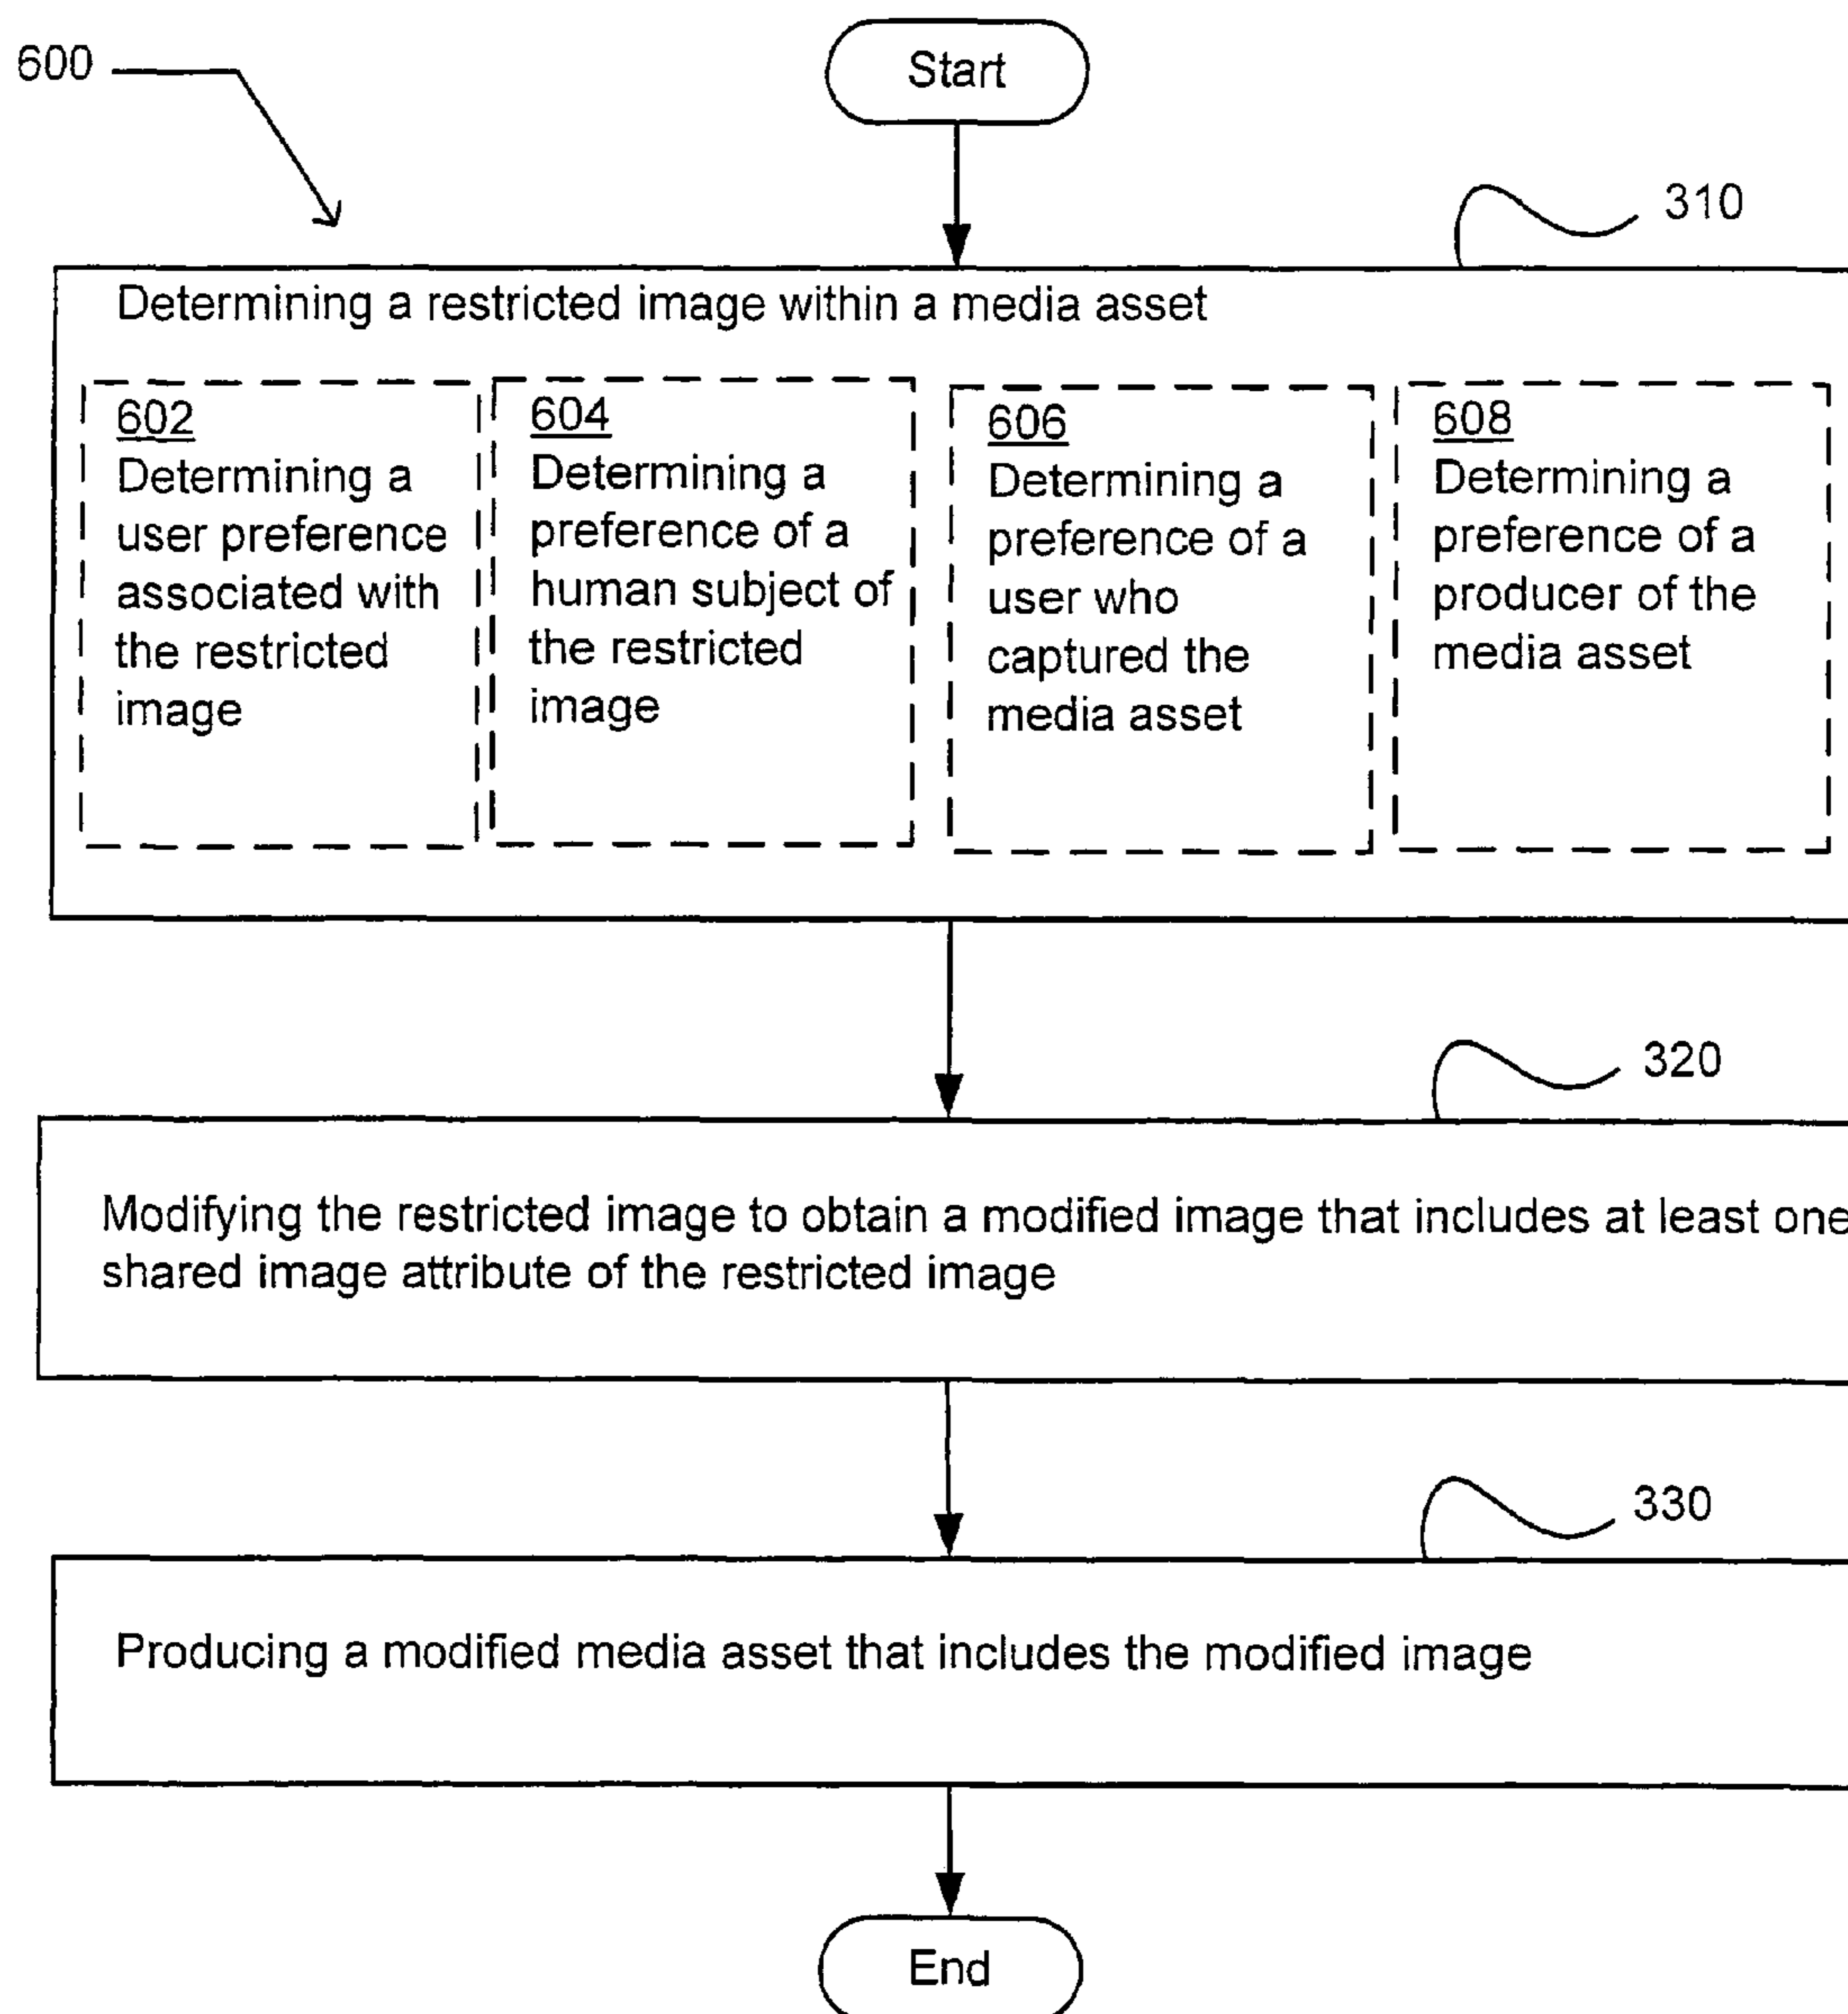 600
Start
310
Determining a restricted image within a media asset
602
Determining a
user preference
associated with
the restricted
image
604
Determining a
preference of a
human subject of
the restricted
image
606
Determining a
preference of a
user who
captured the
media asset
608
Determining a
preference of a
producer of the
media asset
320
Modifying the restricted image to obtain a modified image that includes at least one
shared image attribute of the restricted image
330
Producing a modified media asset that includes the modified image
End